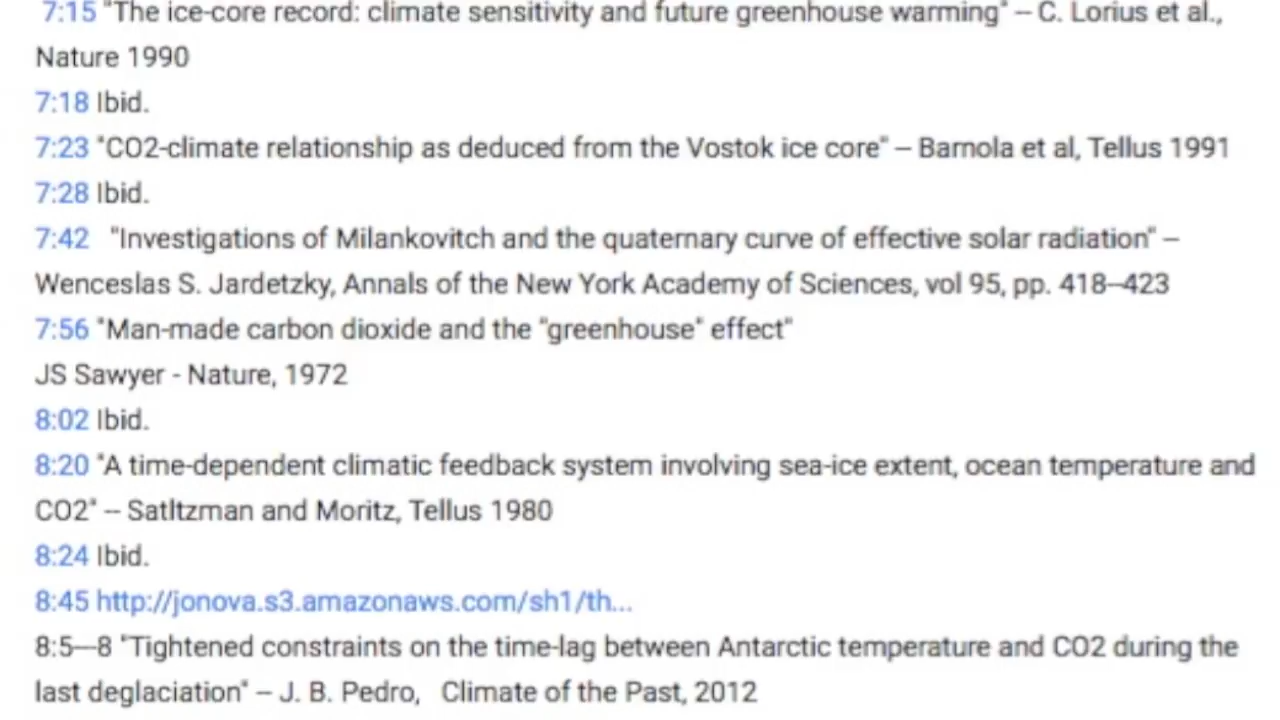 7:15 "The ice-core record: climate sensitivity and future greenhouse warming" – C. Lorius et al.,
Nature 1990
7:18 Ibid.
7:23 "CO2-climate relationship as deduced from the Vostok ice core" – Barnola et al, Tellus 1991
7:28 Ibid.
7:42 "Investigations of Milankovitch and the quaternary curve of effective solar radiation" –
Wenceslas S. Jardetzky, Annals of the New York Academy of Sciences, vol 95, pp. 418–423
7:56 "Man-made carbon dioxide and the "greenhouse" effect"
JS Sawyer - Nature, 1972
8:02 Ibid.
8:20 "A time-dependent climatic feedback system involving sea-ice extent, ocean temperature and
CO2" – Satltzman and Moritz, Tellus 1980
8:24 Ibid.
8:45 http://jonova.s3.amazonaws.com/sh1/th...
8:5—8 "Tightened constraints on the time-lag between Antarctic temperature and CO2 during the
last deglaciation" – J. B. Pedro, Climate of the Past, 2012